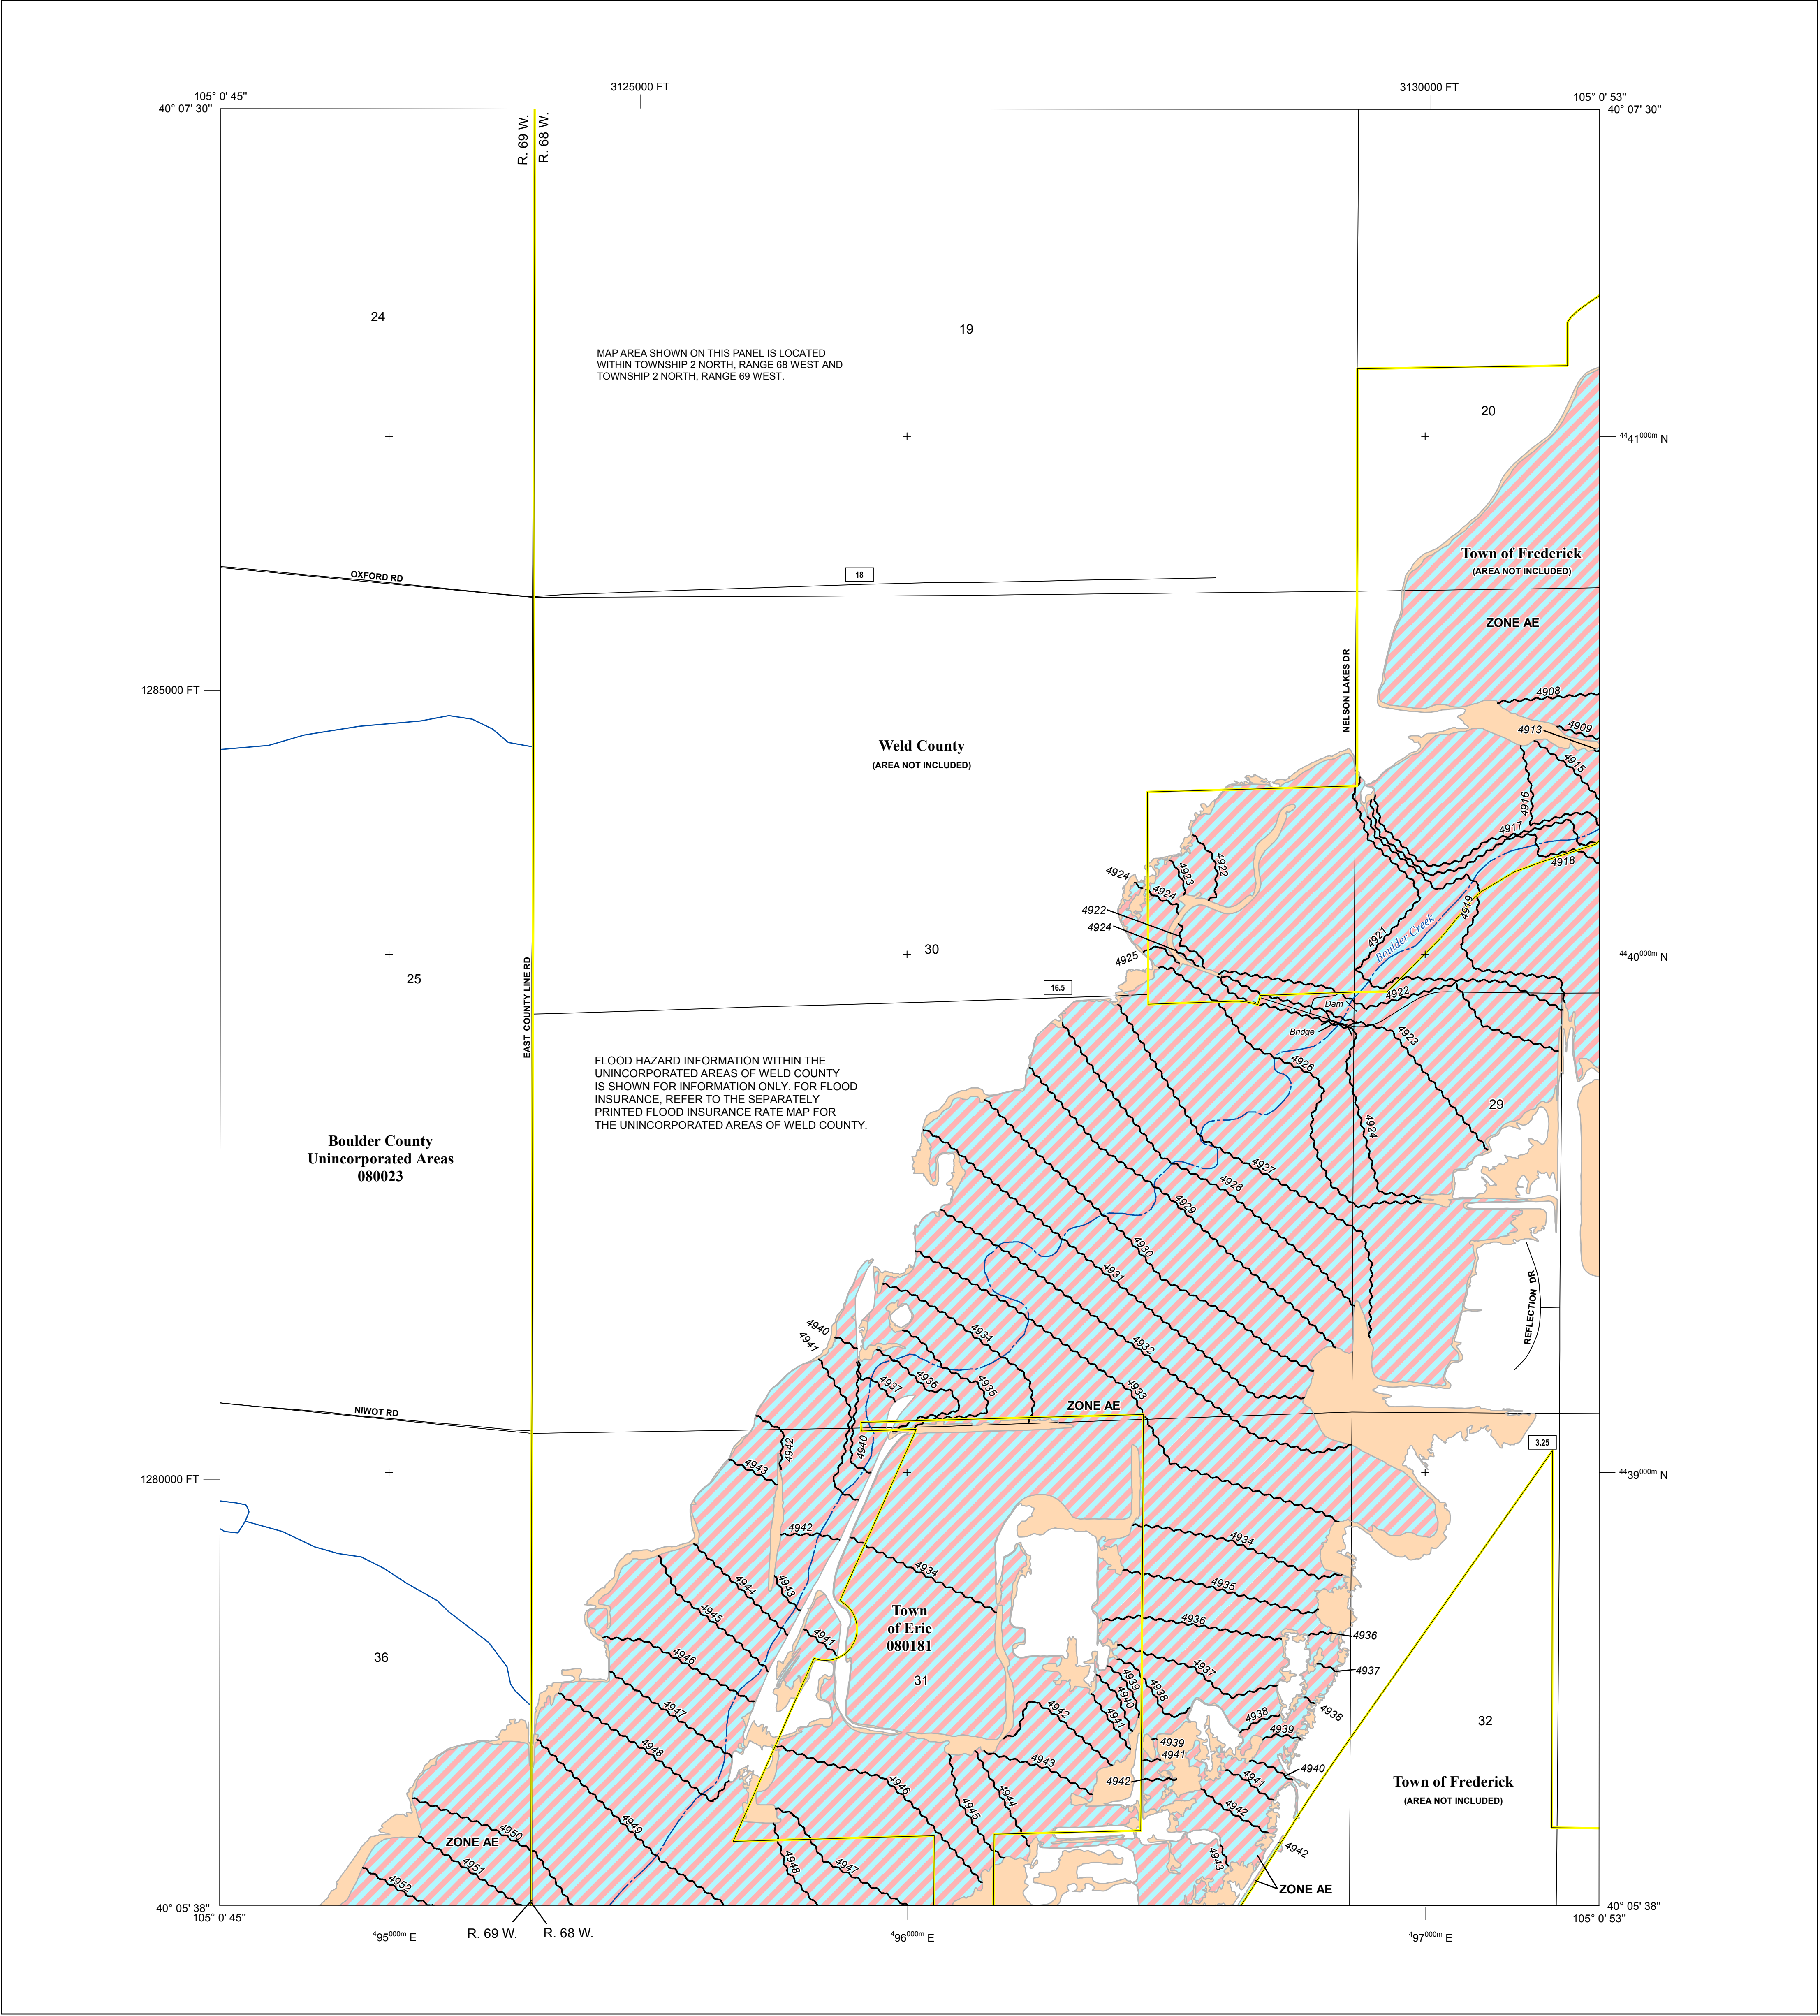 3125000 FT
3130000 FT
105° 0' 45"
105° 0' 53"
40° 07' 30"
40° 07' 30"
R. 69 W.
R. 68 W.
24
19
MAP AREA SHOWN ON THIS PANEL IS LOCATED
WITHIN TOWNSHIP 2 NORTH, RANGE 68 WEST AND
TOWNSHIP 2 NORTH, RANGE 69 WEST.
20
4441000m N
Town of Frederick
(AREA NOT INCLUDED)
OXFORD RD
18
ZONE AE
NELSON LAKES DR
1285000 FT
4908
4909
4913
4915
Weld County
(AREA NOT INCLUDED)
4916
4917
4918
4922
4923
4924
4924
4919
4922
4924
4921
Boulder Creek
30
4925
4440000m N
25
EAST COUNTY LINE RD
16.5
4922
Dam
Bridge
4923
4926
FLOOD HAZARD INFORMATION WITHIN THE
UNINCORPORATED AREAS OF WELD COUNTY
IS SHOWN FOR INFORMATION ONLY. FOR FLOOD
INSURANCE, REFER TO THE SEPARATELY
PRINTED FLOOD INSURANCE RATE MAP FOR
THE UNINCORPORATED AREAS OF WELD COUNTY.
29
4924
Boulder County
Unincorporated Areas
080023
4927
4928
4929
4930
4931
REFLECTION DR
4940
4941
4934
4932
4937
4936
4935
4933
NIWOT RD
ZONE AE
4942
4940
3.25
4943
1280000 FT
4439000m N
4942
4934
4934
4944
4943
4935
4945
Town
of Erie
080181
4936
4936
4941
4946
36
4937
4937
31
4939
4940
4938
4947
4942
4941
4938
4938
32
4939
4948
4939
4941
4943
4940
4942
4941
Town of Frederick
(AREA NOT INCLUDED)
4946
4944
4945
4942
4949
4950
ZONE AE
4942
4951
4948
4947
4943
4952
ZONE AE
40° 05' 38"
40° 05' 38"
105° 0' 45"
105° 0' 53"
R. 69 W.
R. 68 W.
495000m E
496000m E
497000m E